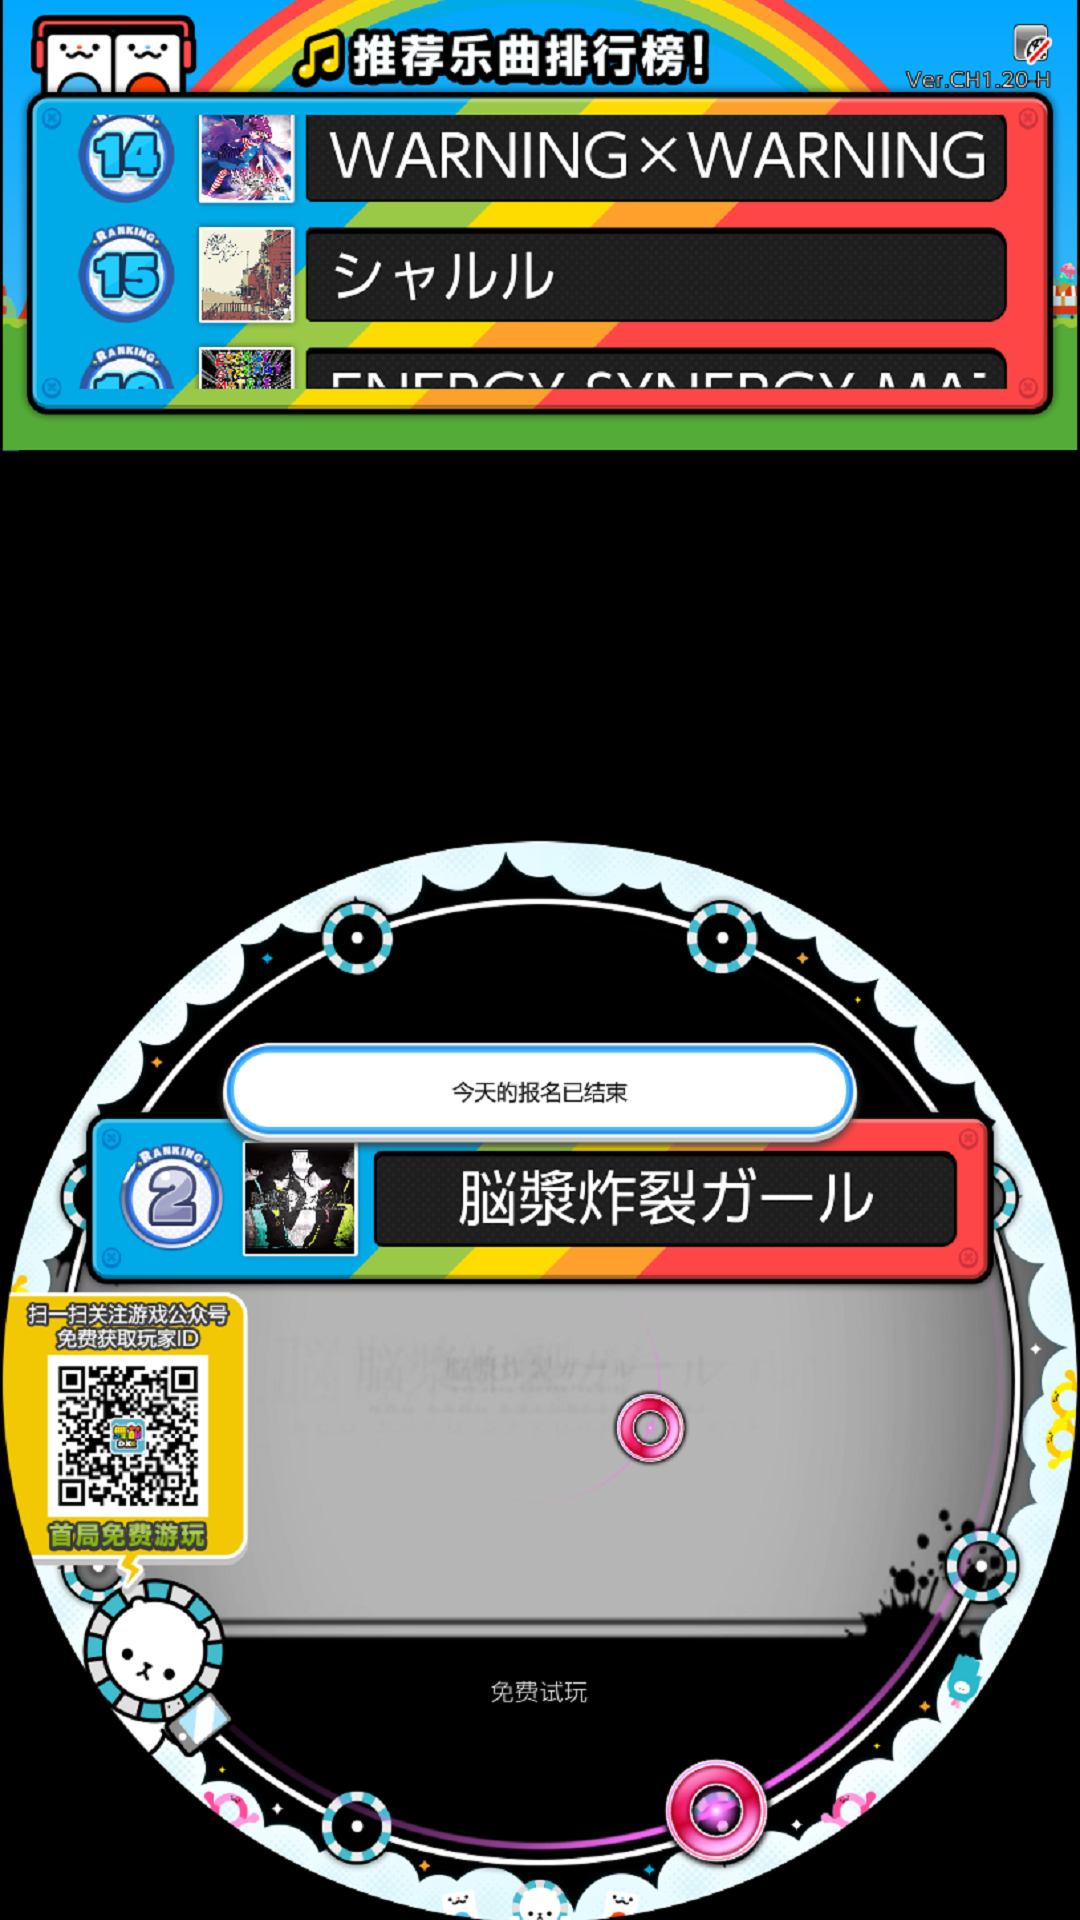 推荐乐曲排行榜!
Ver.CH1.20-H
14
WARNING×WARNING
RANKING
15
シャルル
RANKING
今天的报名已结束
RANKING
2
脳漿炸裂ガール
扫一扫关注游戏公众号
免费获取玩家ID
首局免费游玩
免费试玩